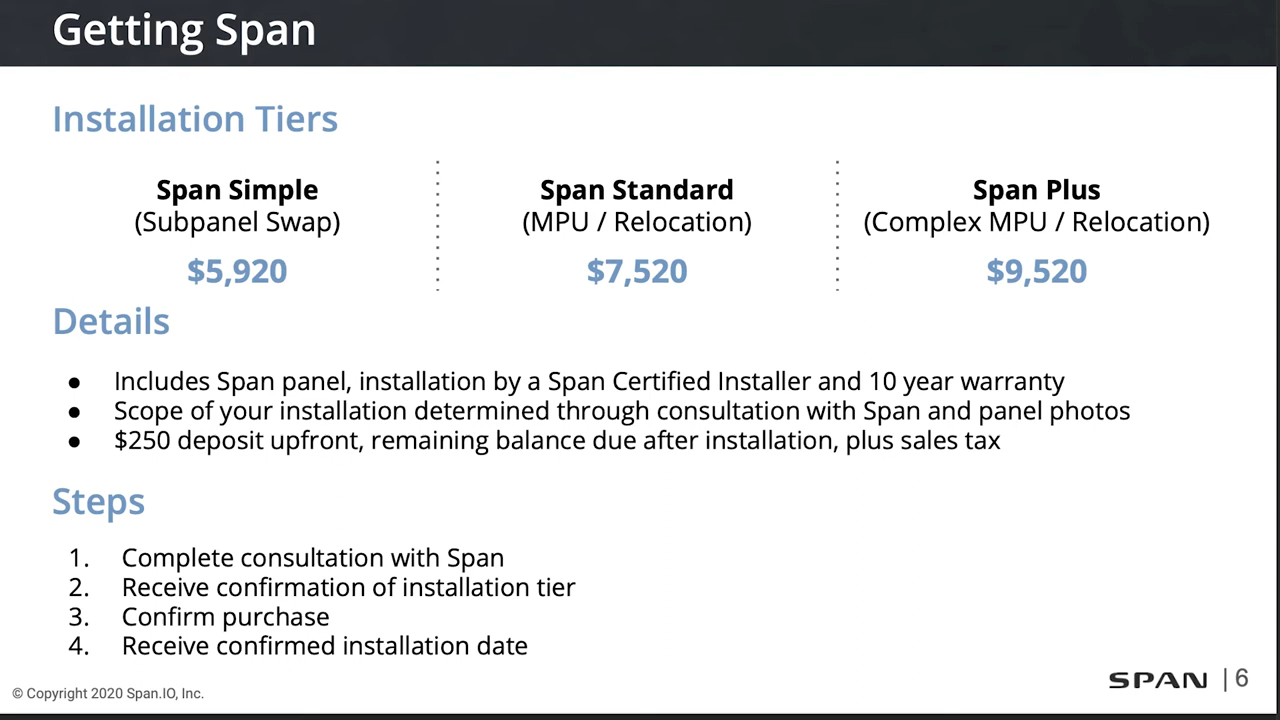 Getting Span
Installation Tiers
Span Simple
(Subpanel Swap)
$5,920
Span Standard
(MPU / Relocation)
$7,520
Span Plus
(Complex MPU / Relocation)
$9,520
Details
● Includes Span panel, installation by a Span Certified Installer and 10 year warranty
● Scope of your installation determined through consultation with Span and panel photos
● $250 deposit upfront, remaining balance due after installation, plus sales tax
Steps
1. Complete consultation with Span
2. Receive confirmation of installation tier
3. Confirm purchase
4. Receive confirmed installation date
© Copyright 2020 Span.IO, Inc.
SPAN | 6